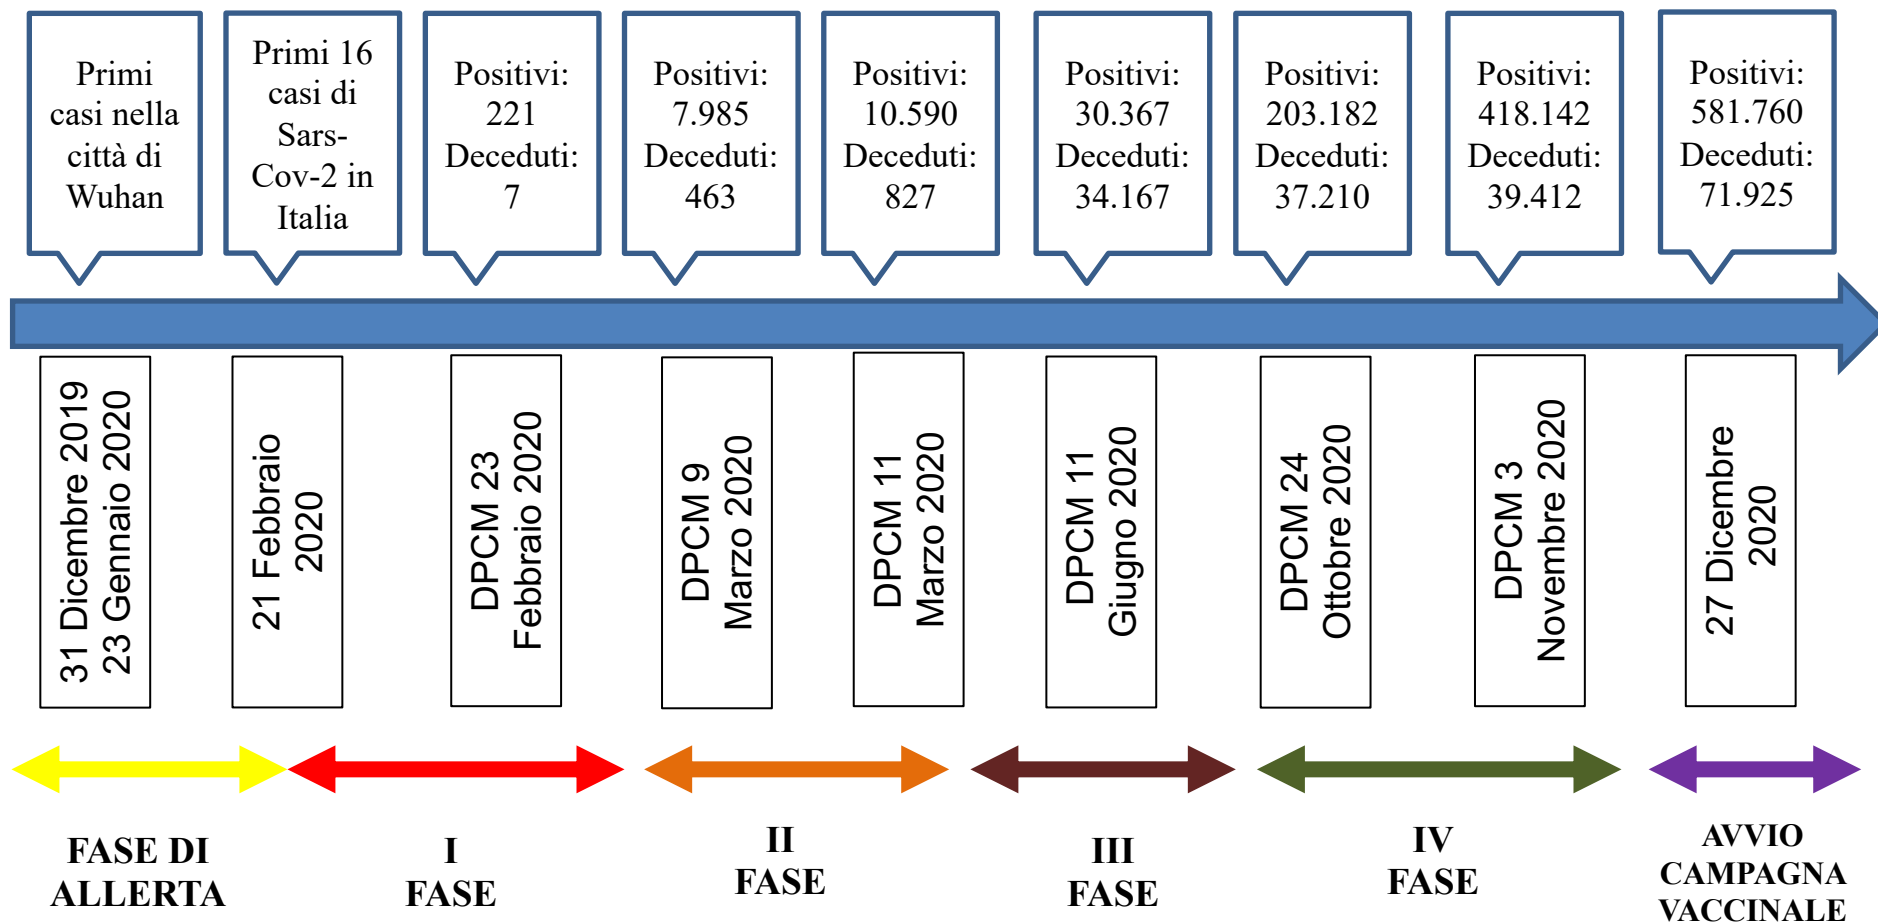 Primi
casi nella
città di
Wuhan
Primi 16
casi di
Sars-
Cov-2 in
Italia
Positivi:
221
Deceduti:
7
Positivi:
7.985
Deceduti:
463
Positivi:
10.590
Deceduti:
827
Positivi:
30.367
Deceduti:
34.167
Positivi:
203.182
Deceduti:
37.210
Positivi:
418.142
Deceduti:
39.412
Positivi:
581.760
Deceduti:
71.925
31 Dicembre 2019
23 Gennaio 2020
21 Febbraio
2020
DPCM 23
Febbraio 2020
DPCM 9
Marzo 2020
DPCM 11
Marzo 2020
DPCM 11
Giugno 2020
DPCM 24
Ottobre 2020
DPCM 3
Novembre 2020
27 Dicembre
2020
FASE DI
ALLERTA
I
FASE
II
FASE
III
FASE
IV
FASE
AVVIO
CAMPAGNA
VACCINALE